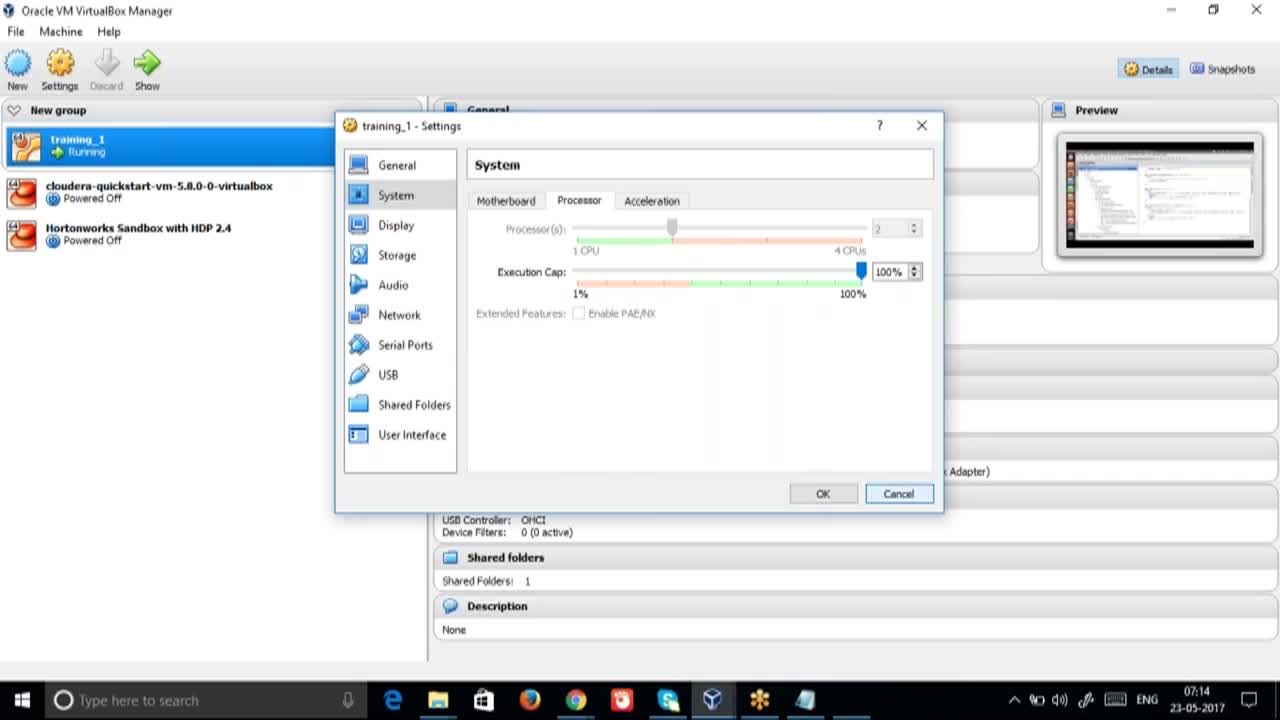 Oracle VM VirtualBox Manager
File Machine Help
New Settings Discard Show
Details Snapshots
New group
training_1
Running
cloudera-quickstart-vm-5.8.0-0-virtualbox
Powered Off
Hortonworks Sandbox with HDP 2.4
Powered Off
General
Preview
training_1 - Settings
?
General
System
Display
Storage
Audio
Network
Serial Ports
USB
Shared Folders
User Interface
System
Motherboard Processor Acceleration
Processor(s): 2
1 CPU 4 CPUs
Execution Cap: 100%
1% 100%
Extended Features: Enable PAE/NX
OK Cancel
Adapter)
USB Controller: OHCI
Device Filters: 0 (0 active)
Shared folders
Shared Folders: 1
Description
None
Type here to search
ENG
07:14
23-05-2017